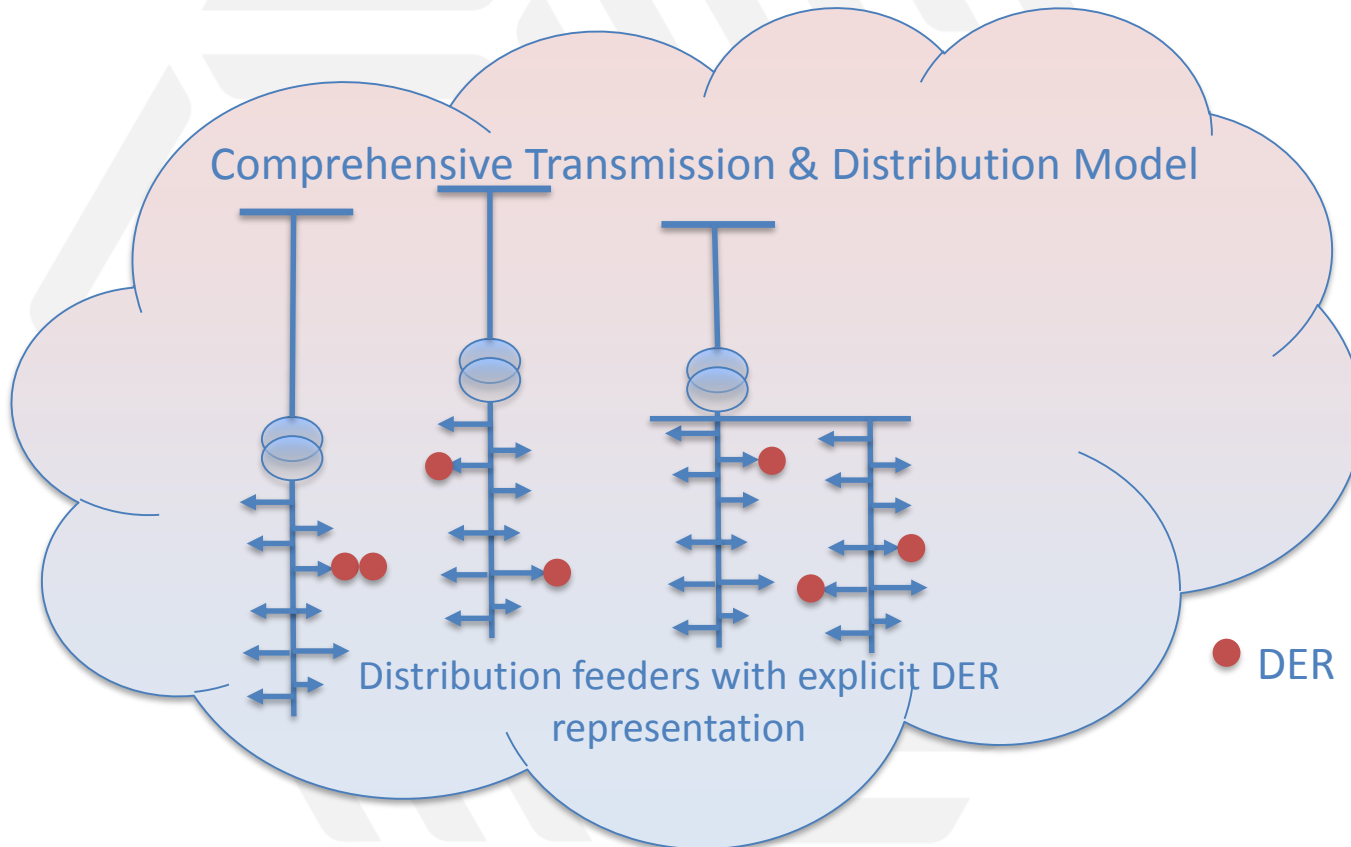 Comprehensive Transmission & Distribution Model
Distribution feeders with explicit DER
representation
DER